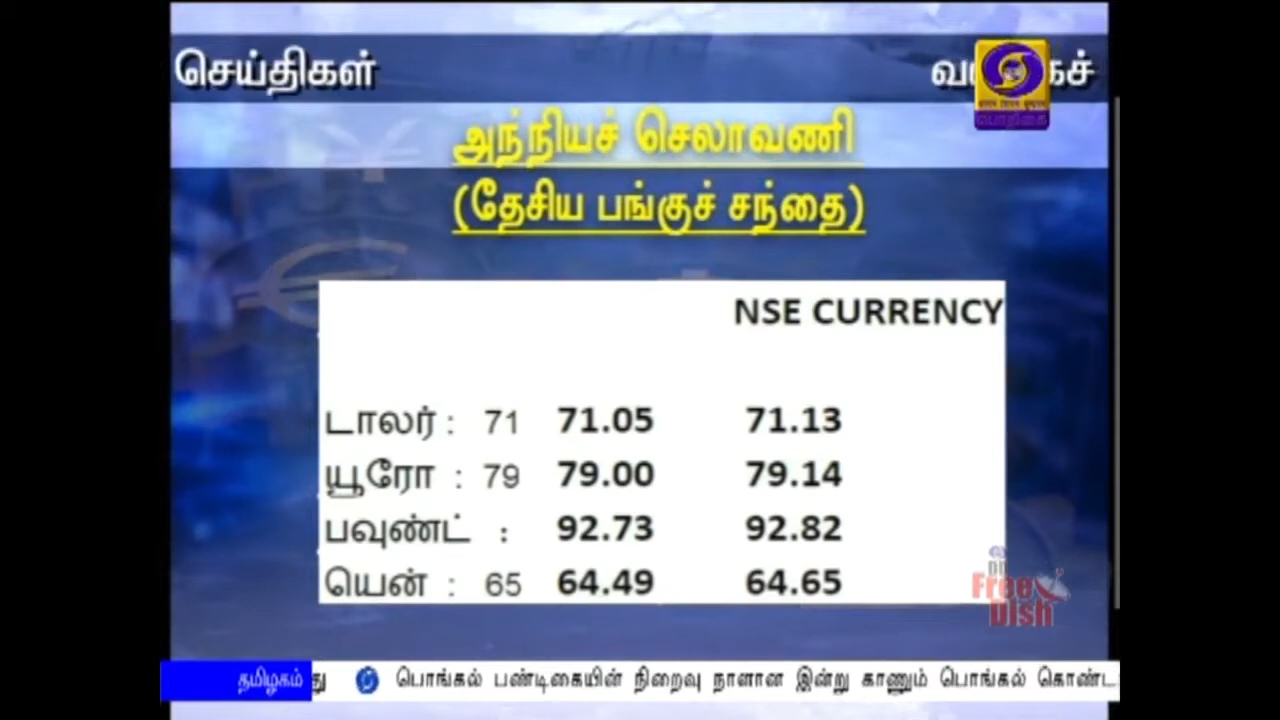 செய்திகள்
அந்நியச் செலாவணி
(தேசிய பங்குச் சந்தை)
NSE CURRENCY
டாலர் : 71 71.05 71.13
யூரோ : 79 79.00 79.14
பவுண்ட் : 92.73 92.82
யென் : 65 64.49 64.65
பொதிகை
Free
Dish
தமிழகம் து பொங்கல் பண்டிகையின் நிறைவு நாளான இன்று காணும் பொங்கல் கொண்ட